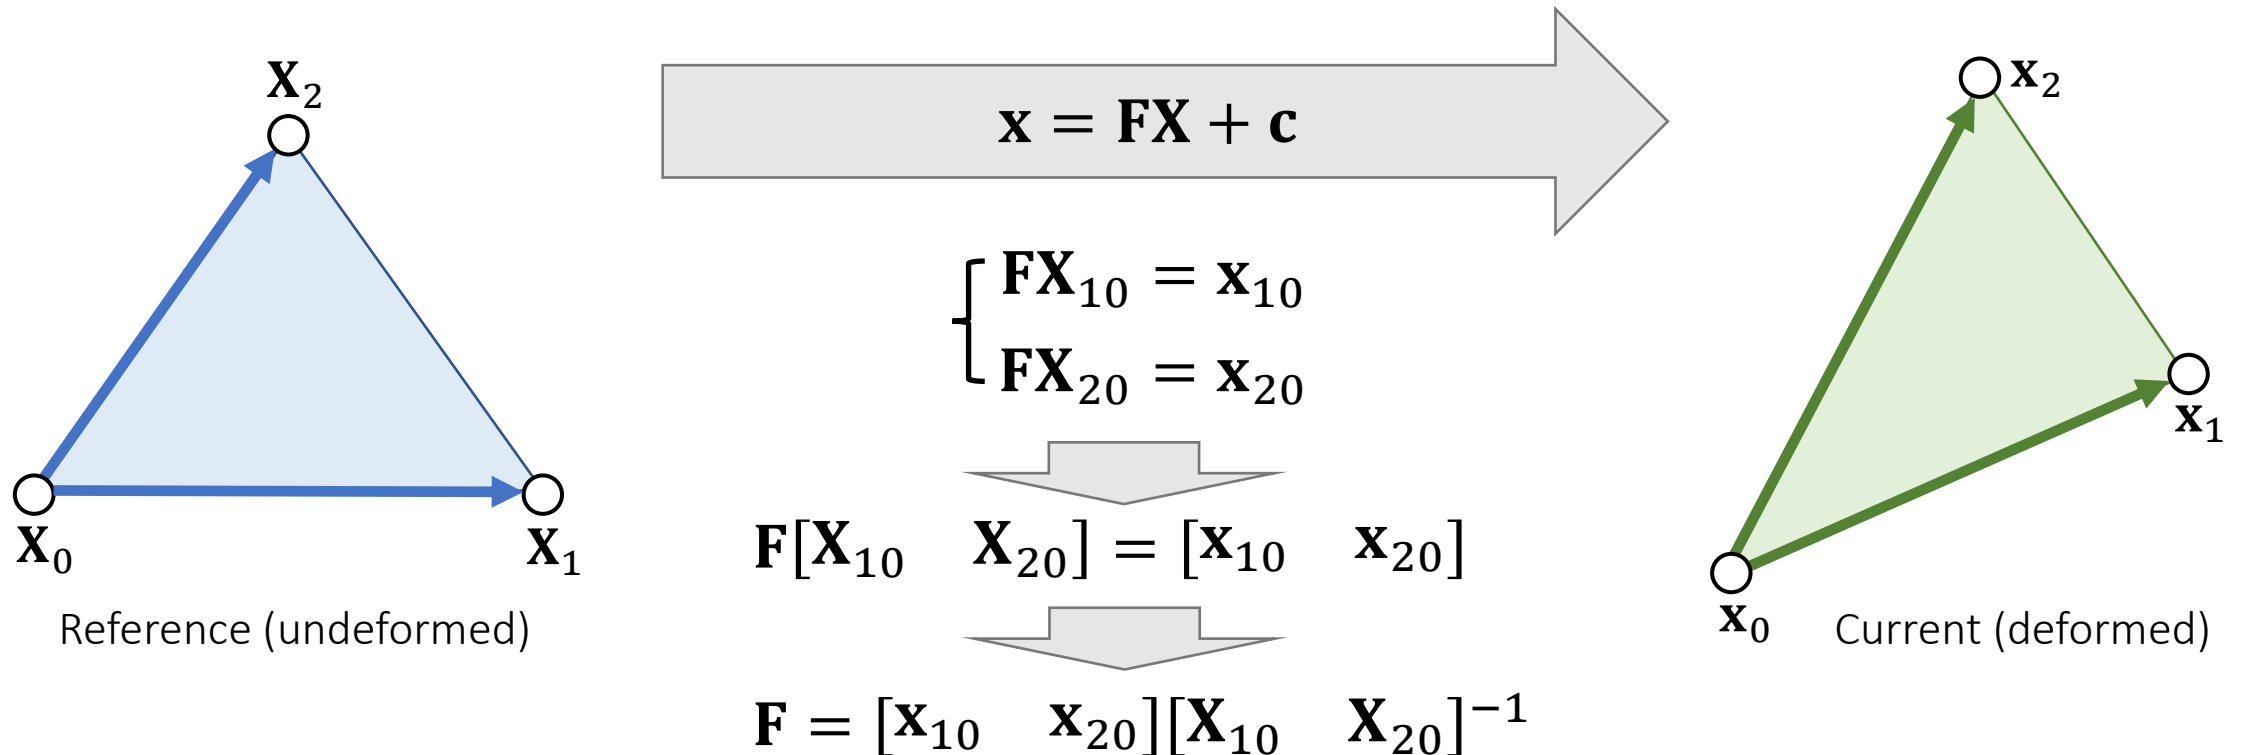 𝐗₂
𝐱 = 𝐅𝐗 + 𝐜
𝐱₂
𝐅𝐗₁₀ = 𝐱₁₀
𝐅𝐗₂₀ = 𝐱₂₀
𝐱₁
𝐗₀
𝐗₁
𝐅[𝐗₁₀ 𝐗₂₀] = [𝐱₁₀ 𝐱₂₀]
𝐱₀
Reference (undeformed)
Current (deformed)
𝐅 = [𝐱₁₀ 𝐱₂₀][𝐗₁₀ 𝐗₂₀]⁻¹